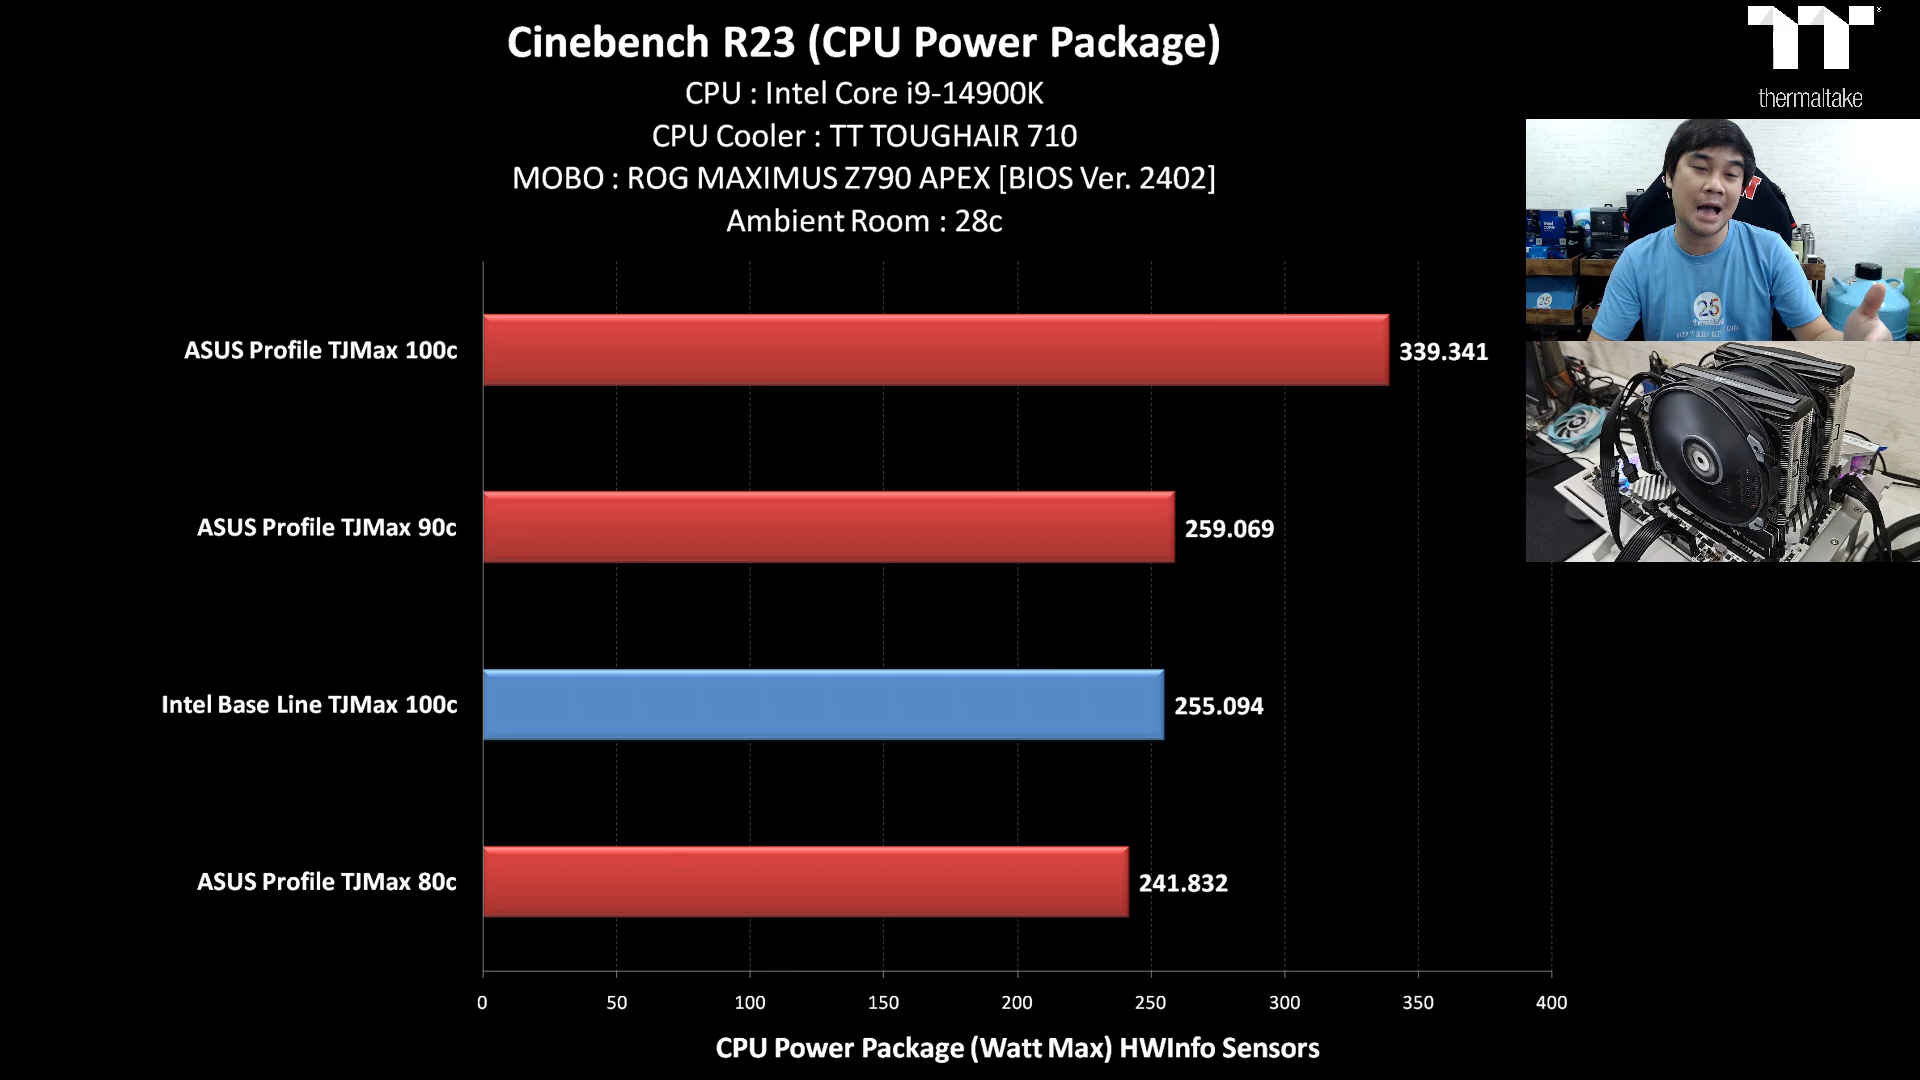 Cinebench R23 (CPU Power Package)
CPU : Intel Core i9-14900K
CPU Cooler : TT TOUGHAIR 710
MOBO : ROG MAXIMUS Z790 APEX [BIOS Ver. 2402]
Ambient Room : 28c
thermaltake
ASUS Profile TJMax 100c
339.341
ASUS Profile TJMax 90c
259.069
Intel Base Line TJMax 100c
255.094
ASUS Profile TJMax 80c
241.832
0 50 100 150 200 250 300 350 400
CPU Power Package (Watt Max) HWInfo Sensors
25
25